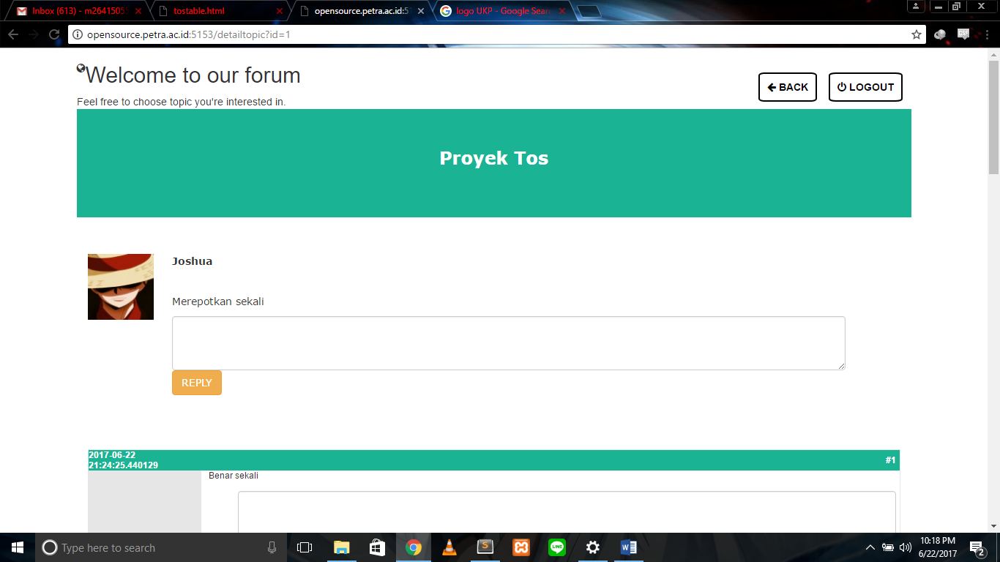 Inbox (613) - m2641505
tostable.html
opensource.petra.ac.id:51
logo UKP - Google Sear
opensource.petra.ac.id:5153/detailtopic?id=1
Welcome to our forum
BACK
LOGOUT
Feel free to choose topic you're interested in.
Proyek Tos
Joshua
Merepotkan sekali
REPLY
2017-06-22
21:24:25.440129
#1
Benar sekali
Type here to search
10:18 PM
6/22/2017
2